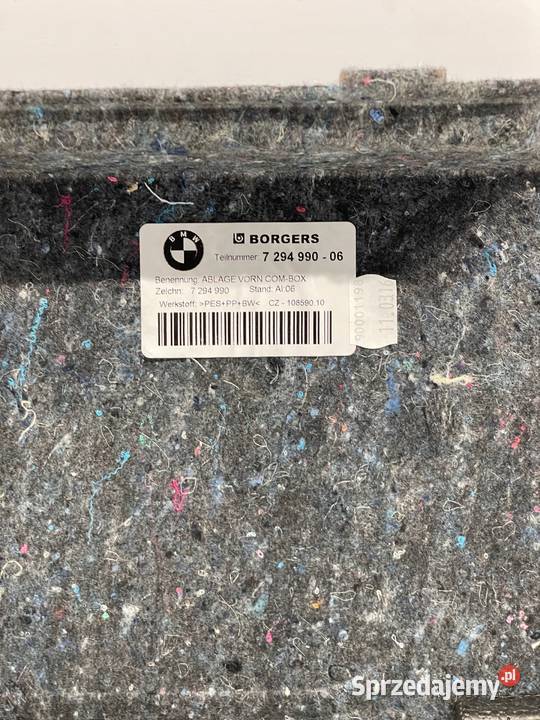 BMW
BORGERS
Teilnummer: 7 294 990 - 06
Benennung: ABLAGE VORN COM-BOX
Zeichn: 7 294 990 Stand: AI:06
Werkstoff: >PES+PP+BW< CZ - 108590.10
Sprzedajemy.pl